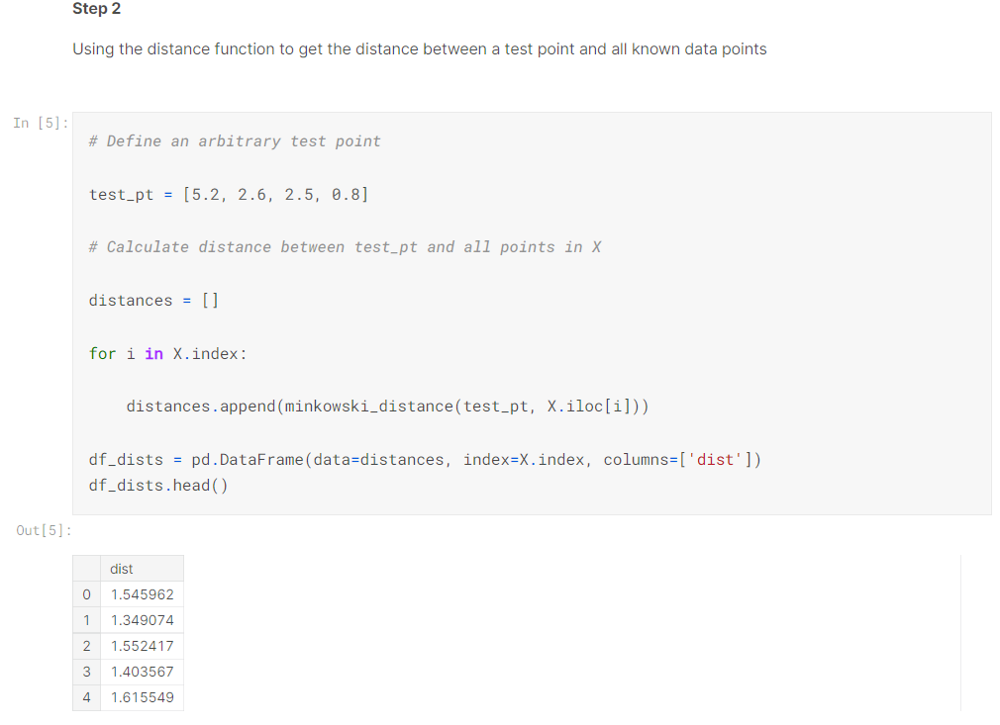 Step 2
Using the distance function to get the distance between a test point and all known data points
In [5]:
# Define an arbitrary test point
test_pt = [5.2, 2.6, 2.5, 0.8]
# Calculate distance between test_pt and all points in X
distances = []
for i in X.index:
    distances.append(minkowski_distance(test_pt, X.iloc[i]))
df_dists = pd.DataFrame(data=distances, index=X.index, columns=['dist'])
df_dists.head()
Out[5]:
dist
0 1.545962
1 1.349074
2 1.552417
3 1.403567
4 1.615549